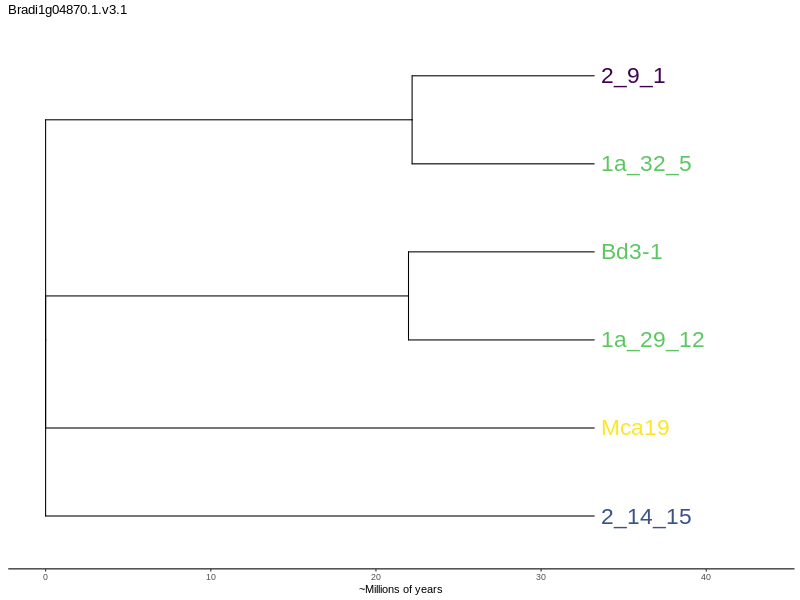 Bradi1g04870.1.v3.1
2_9_1
1a_32_5
Bd3-1
1a_29_12
Mca19
2_14_15
0 10 20 30 40
~Millions of years